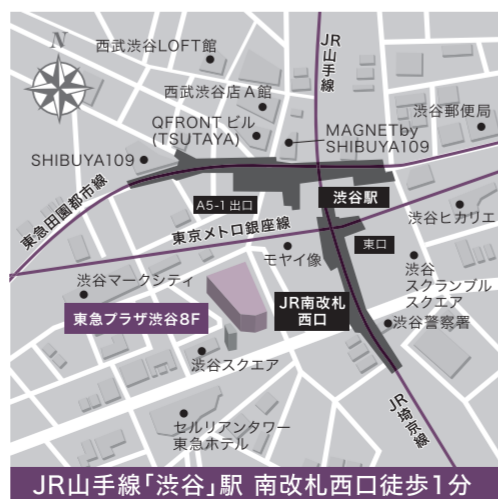 N
西武渋谷LOFT館
JR
山手線
西武渋谷店A館
QFRONTビル
(TSUTAYA)
MAGNETby
SHIBUYA109
渋谷郵便局
SHIBUYA109
東急田園都市線
A5-1出口
渋谷駅
東京メトロ銀座線
渋谷ヒカリエ
東口
モヤイ像
渋谷マークシティ
渋谷
スクランブル
スクエア
東急プラザ渋谷8F
JR南改札
西口
渋谷警察署
渋谷スクエア
セルリアンタワー
東急ホテル
JR埼京線
JR山手線「渋谷」駅 南改札西口徒歩1分